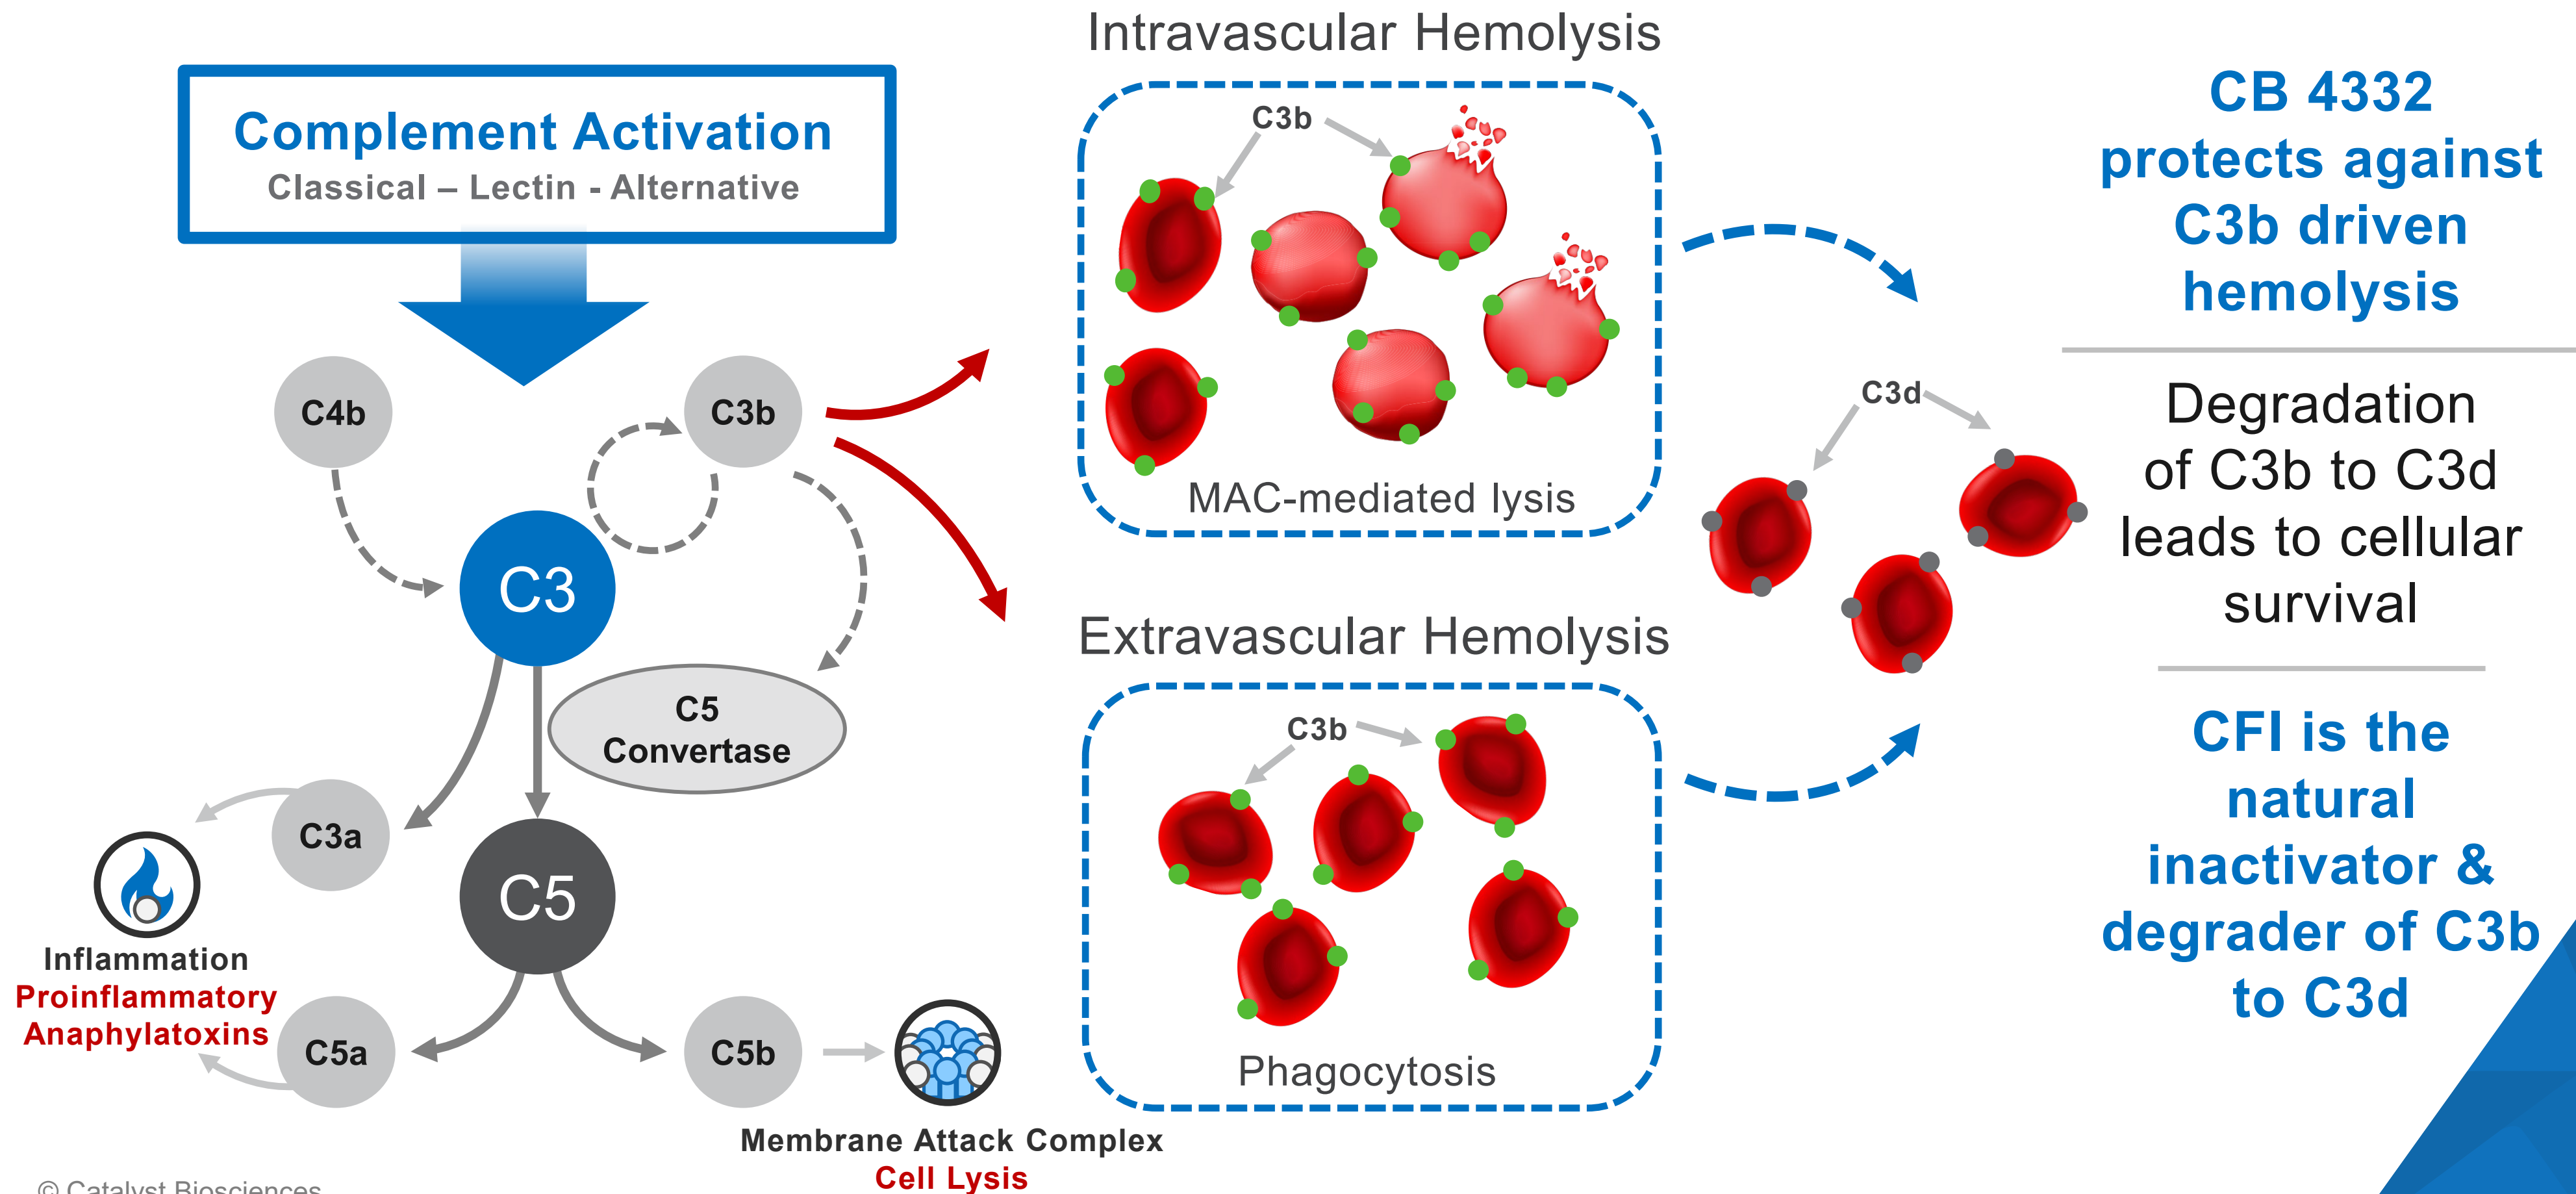 Complement Activation
Classical – Lectin - Alternative
C4b
C3b
C3
C5
Convertase
C3a
C5
Inflammation
Proinflammatory
Anaphylatoxins
C5a
C5b
Membrane Attack Complex
Cell Lysis
Intravascular Hemolysis
C3b
MAC-mediated lysis
Extravascular Hemolysis
C3b
Phagocytosis
C3d
CB 4332
protects against
C3b driven
hemolysis
Degradation
of C3b to C3d
leads to cellular
survival
CFI is the
natural
inactivator &
degrader of C3b
to C3d
© Catalyst Biosciences